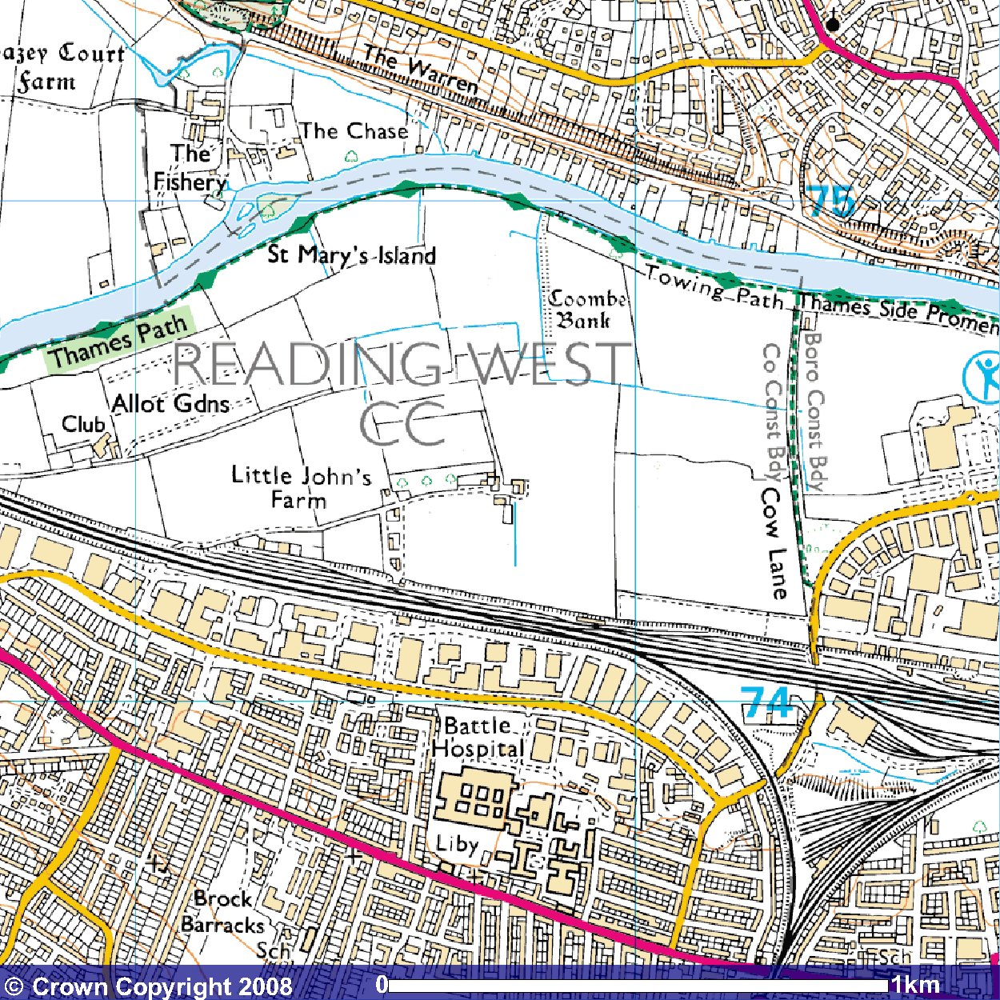 azey Court
Farm
The Warren
The Chase
The
Fishery
75
St Mary's Island
Towing Path
Thames Side Promen
Coombe
Bank
Thames Path
READING WEST
CC
Boro Const Bdy
Co Const Bdy
Allot Gdns
Club
Little John's
Farm
Cow Lane
74
Battle
Hospital
Liby
Brock
Barracks
Sch
Sch
© Crown Copyright 2008
0
1km